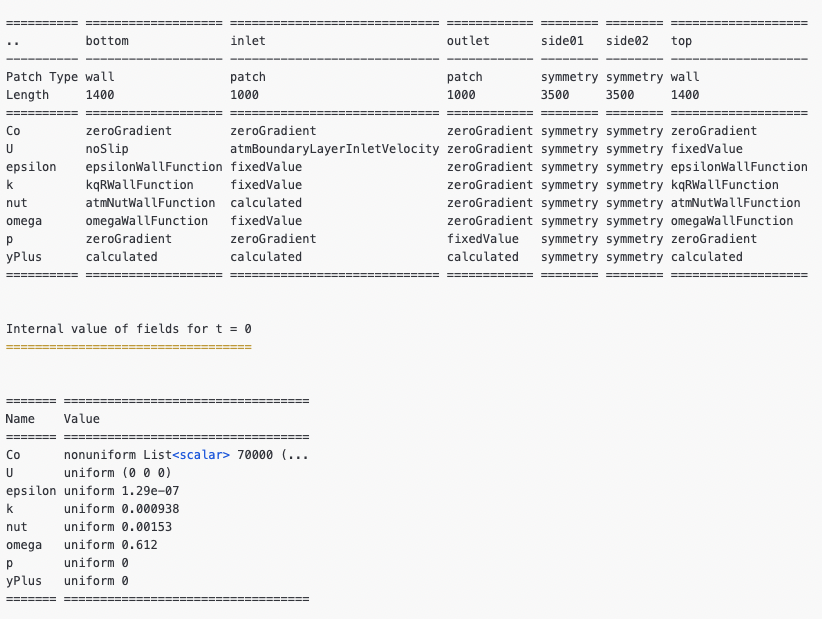 ========== =================== ============================= ============ ======== ======== ===================
.. bottom inlet outlet side01 side02 top
---------- ------------------- ----------------------------- ------------ -------- -------- -------------------
Patch Type wall patch patch symmetry symmetry wall
Length 1400 1000 1000 3500 3500 1400
========== =================== ============================= ============ ======== ======== ===================
Co zeroGradient zeroGradient zeroGradient symmetry symmetry zeroGradient
U noSlip atmBoundaryLayerInletVelocity zeroGradient symmetry symmetry fixedValue
epsilon epsilonWallFunction fixedValue zeroGradient symmetry symmetry epsilonWallFunction
k kqRWallFunction fixedValue zeroGradient symmetry symmetry kqRWallFunction
nut atmNutWallFunction calculated zeroGradient symmetry symmetry atmNutWallFunction
omega omegaWallFunction fixedValue zeroGradient symmetry symmetry omegaWallFunction
p zeroGradient zeroGradient fixedValue symmetry symmetry zeroGradient
yPlus calculated calculated calculated symmetry symmetry calculated
========== =================== ============================= ============ ======== ======== ===================
Internal value of fields for t = 0
==================================
======= ==================================
Name Value
======= ==================================
Co nonuniform List<scalar> 70000 (...
U uniform (0 0 0)
epsilon uniform 1.29e-07
k uniform 0.000938
nut uniform 0.00153
omega uniform 0.612
p uniform 0
yPlus uniform 0
======= ==================================